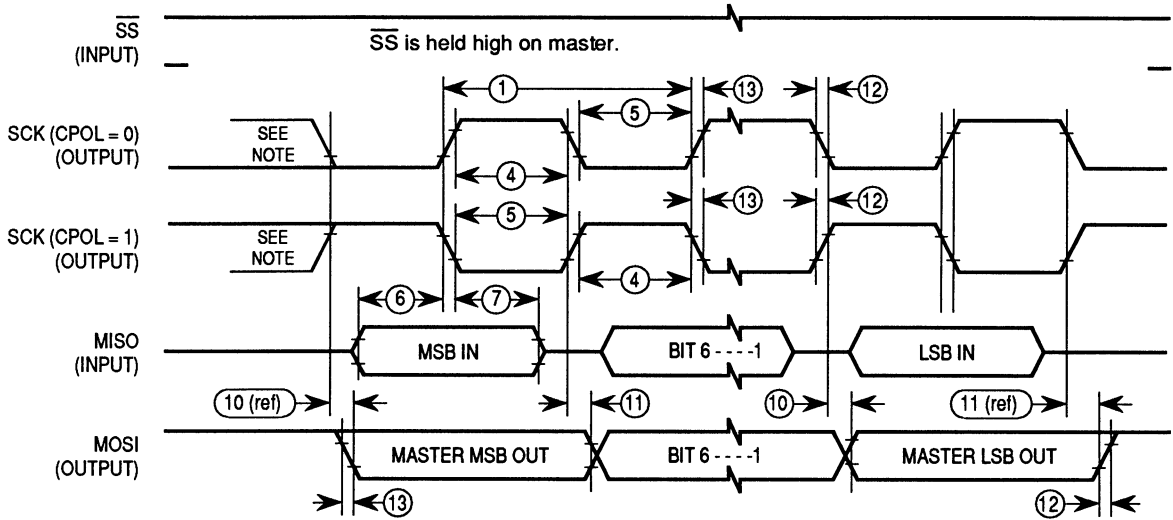 SS
(INPUT)
SS is held high on master.
1
13
12
5
SCK (CPOL = 0)
(OUTPUT)
SEE
NOTE
4
13
12
5
SCK (CPOL = 1)
(OUTPUT)
SEE
NOTE
4
6
7
MISO
(INPUT)
MSB IN
BIT 6 - - - - -1
LSB IN
10 (ref)
11
10
11 (ref)
MOSI
(OUTPUT)
MASTER MSB OUT
BIT 6 - - - - -1
MASTER LSB OUT
13
12